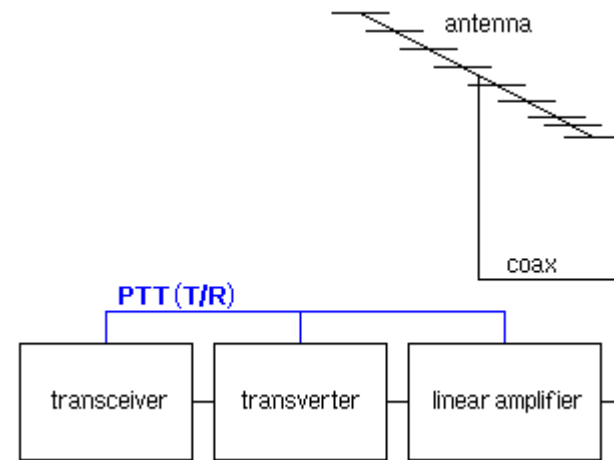 antenna
coax
PTT (T/R)
transceiver
transverter
linear amplifier